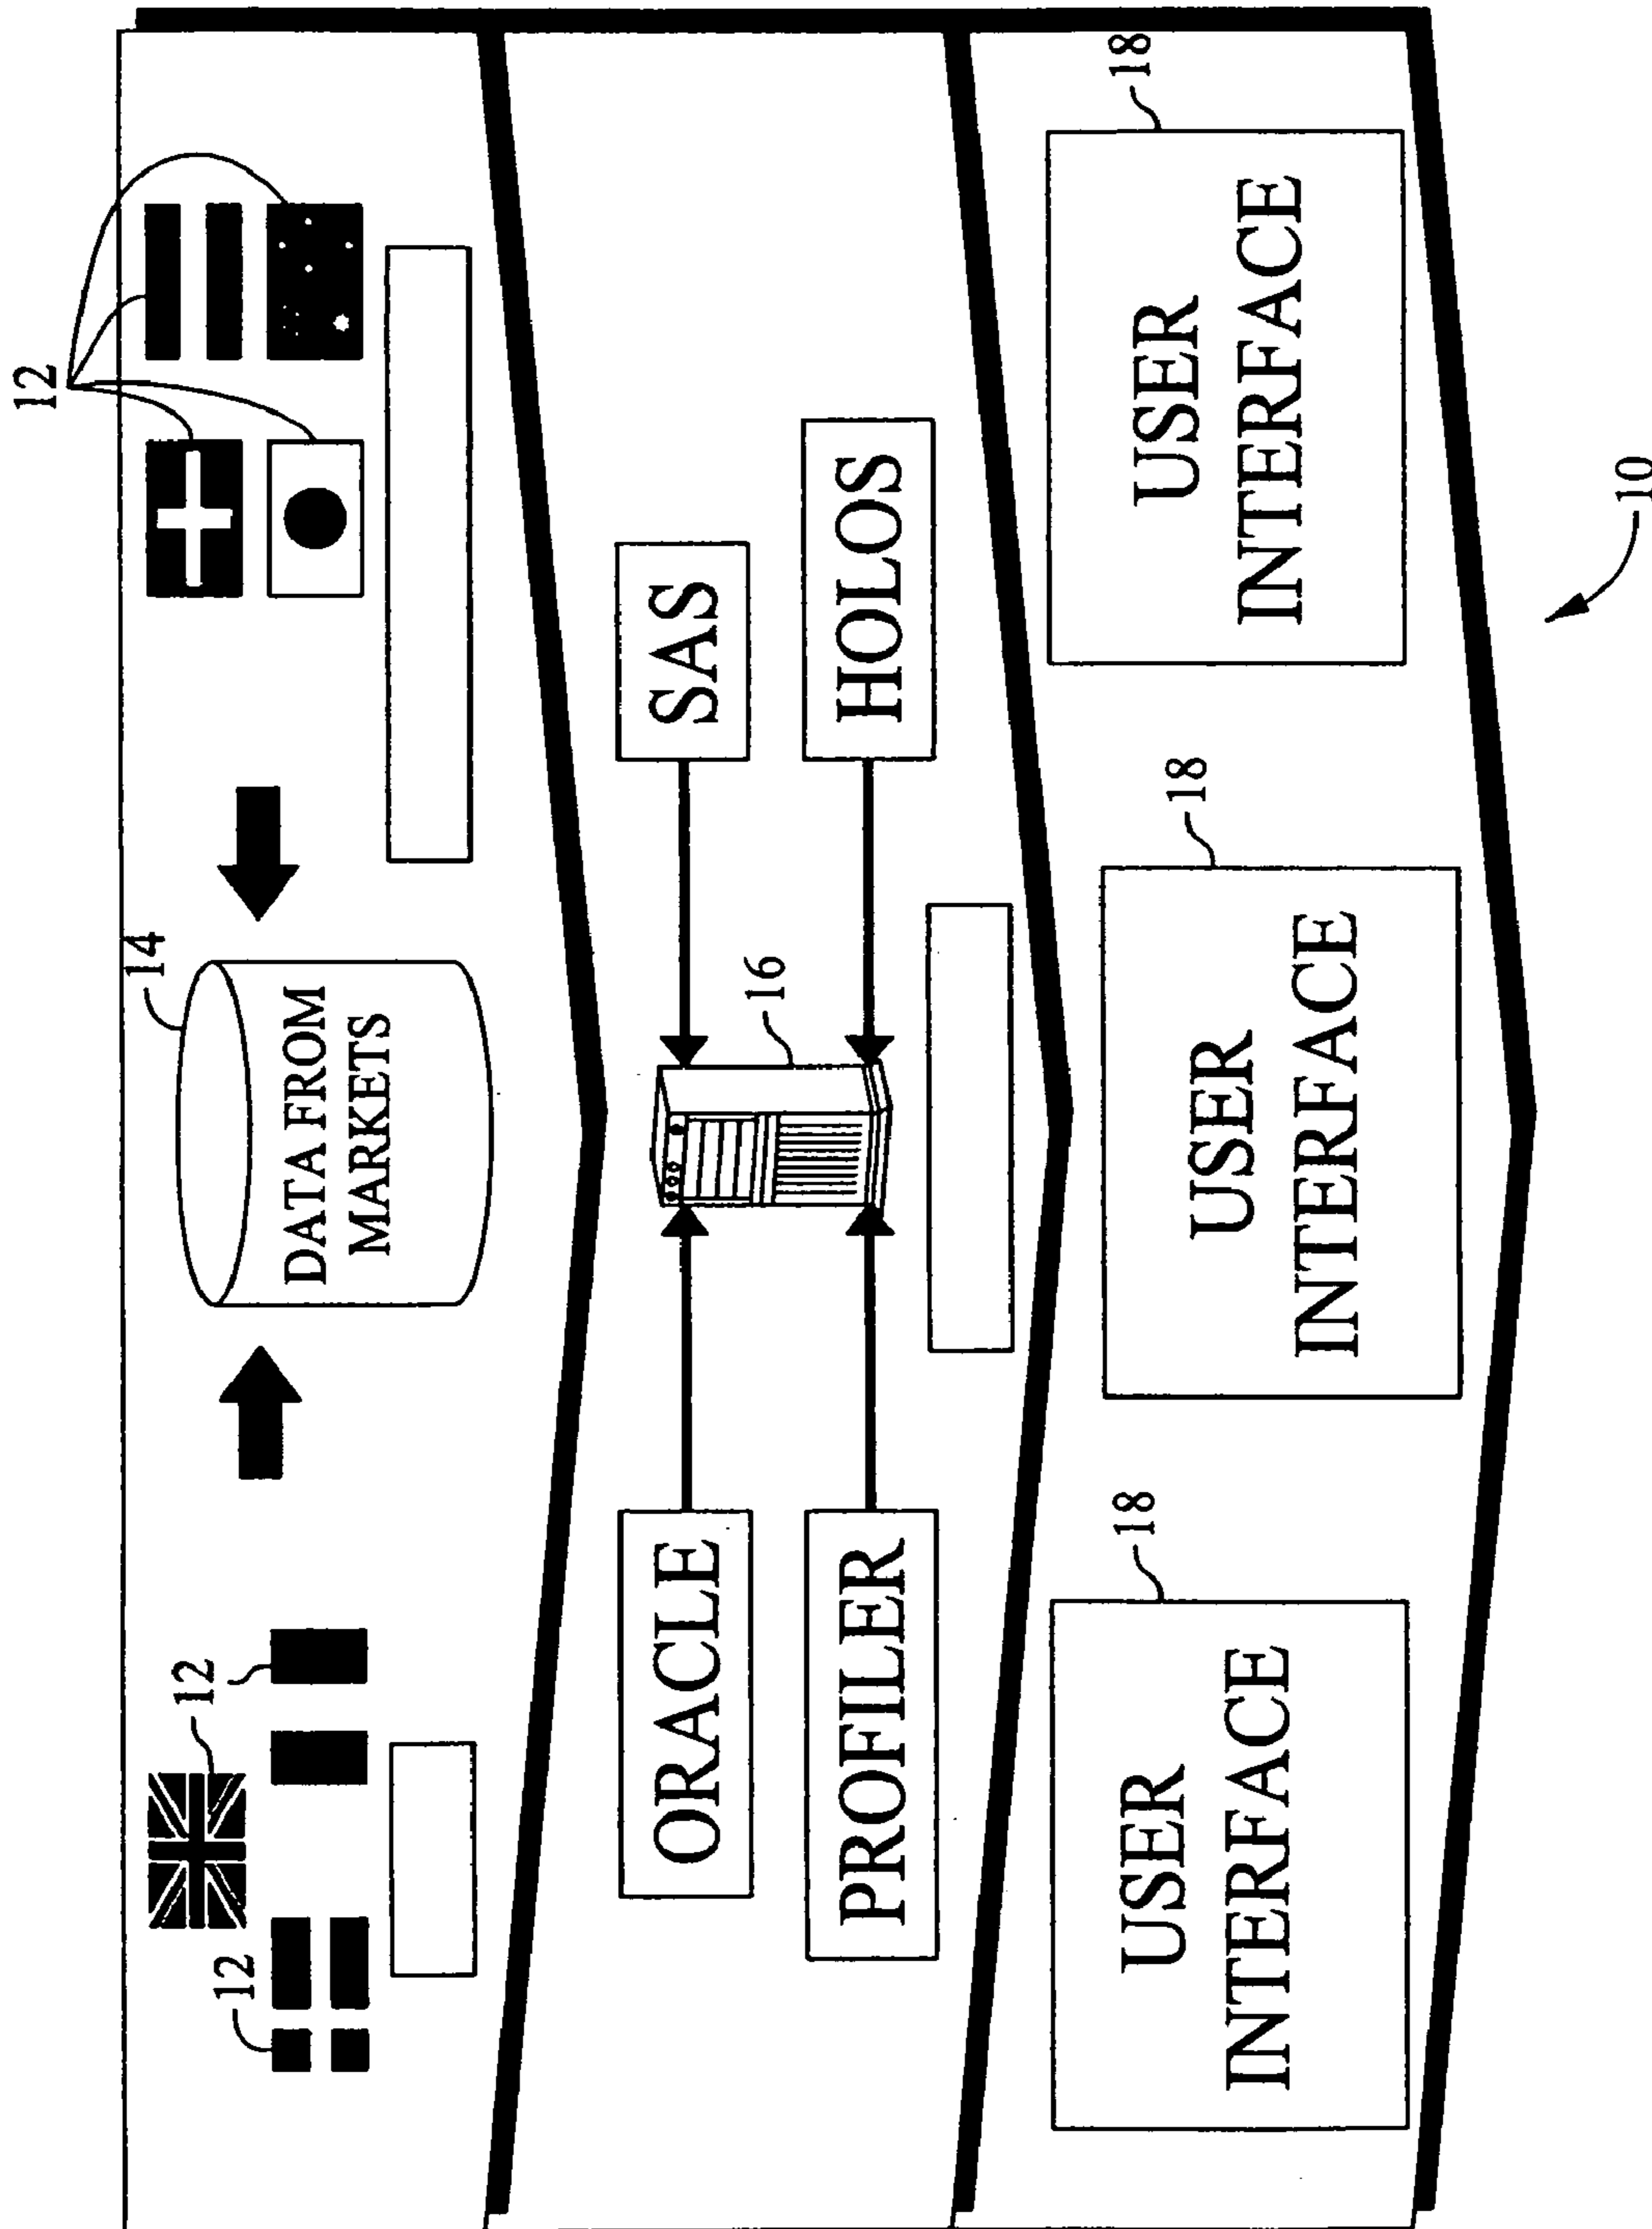 12
12
12
14
DATA FROM
MARKETS
ORACLE
SAS
16
PROFILER
HOLOS
18
USER
INTERFACE
18
USER
INTERFACE
18
USER
INTERFACE
10